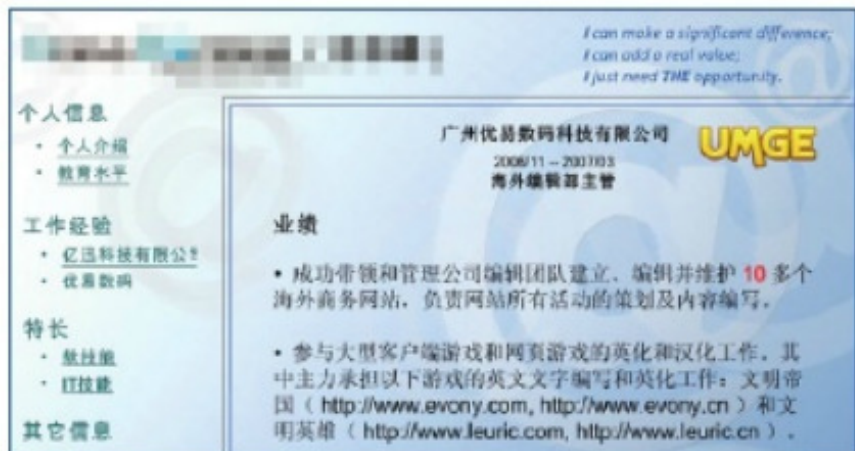 I can make a significant difference;
I can add a real value;
I just need THE opportunity.
个人信息
· 个人介绍
· 教育水平
工作经验
· 亿迅科技有限公
· 优易数码
特长
· 软技能
· IT技能
其它信息
广州优易数码科技有限公司
UMGE
2006/11 – 2007/03
海外编辑部主管
业绩
• 成功带领和管理公司编辑团队建立、编辑并维护 10 多个
海外商务网站，负责网站所有活动的策划及内容编写。
• 参与大型客户端游戏和网页游戏的英化和汉化工作，其
中主力承担以下游戏的英文文字编写和英化工作：文明帝
国（ http://www.evony.com, http://www.evony.cn ）和文
明英雄（ http://www.leuric.com, http://www.leuric.cn ）。